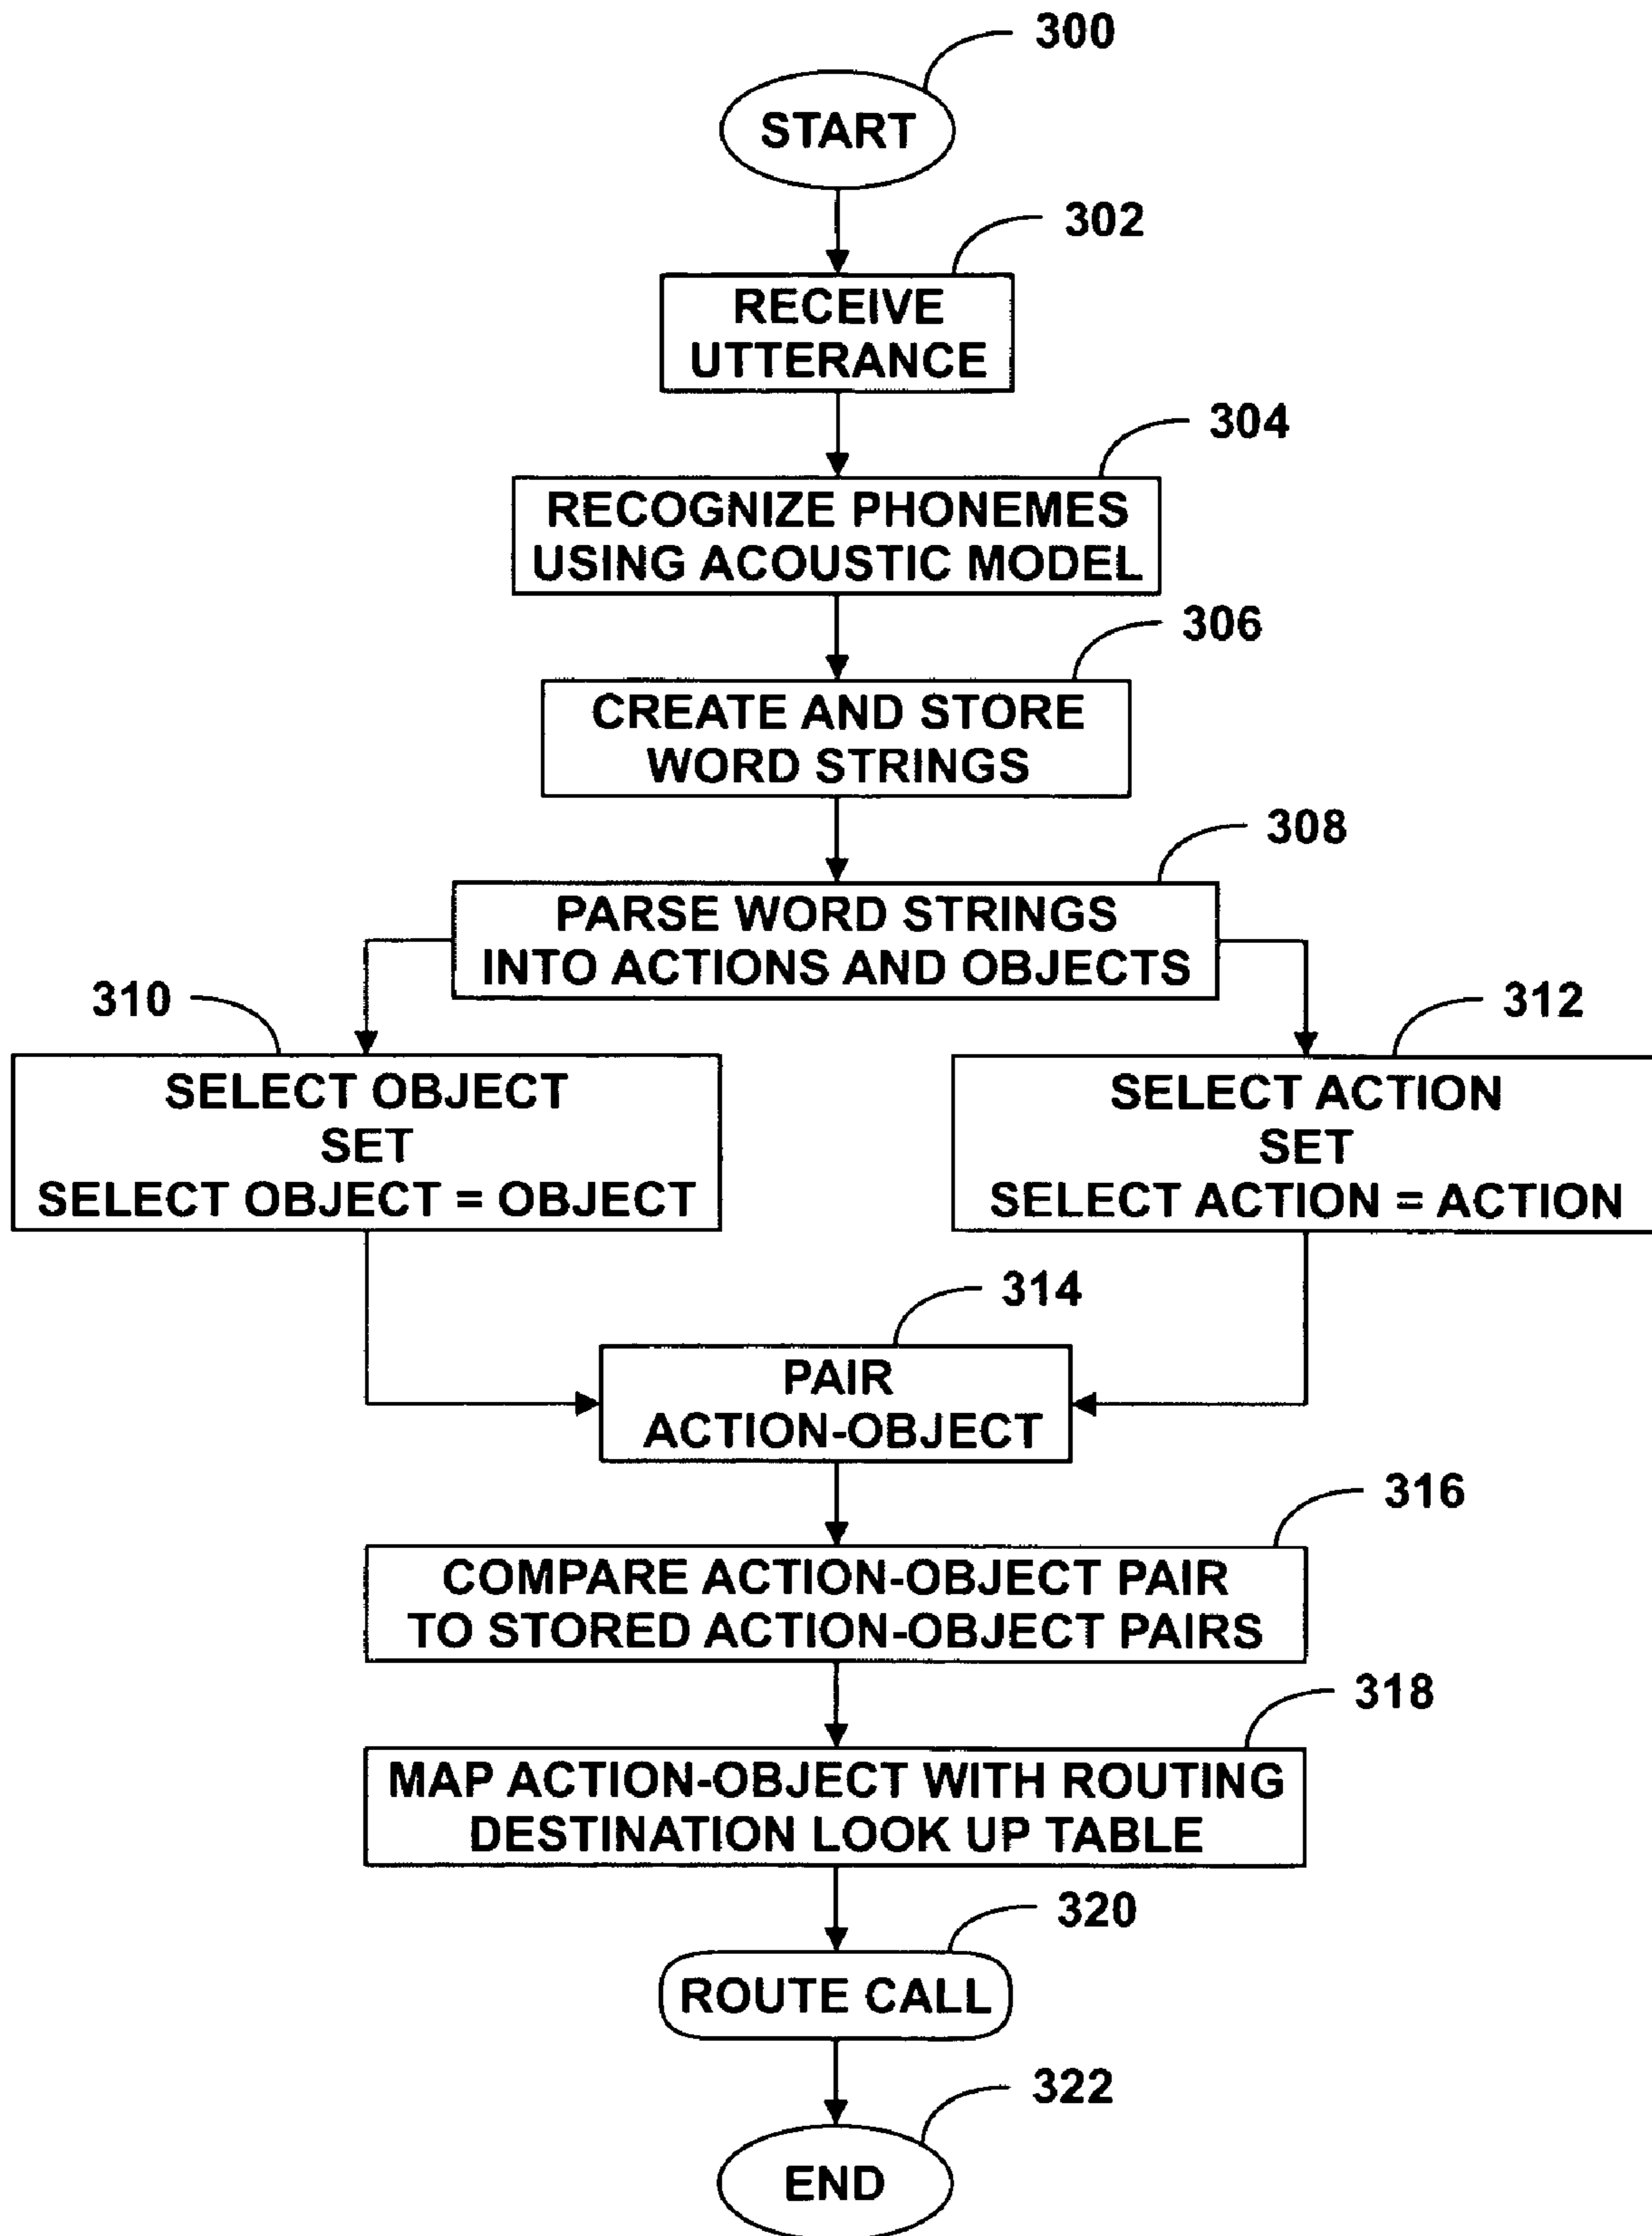 300
START
302
RECEIVE
UTTERANCE
304
RECOGNIZE PHONEMES
USING ACOUSTIC MODEL
306
CREATE AND STORE
WORD STRINGS
308
PARSE WORD STRINGS
INTO ACTIONS AND OBJECTS
310
SELECT OBJECT
SET
SELECT OBJECT = OBJECT
312
SELECT ACTION
SET
SELECT ACTION = ACTION
314
PAIR
ACTION-OBJECT
316
COMPARE ACTION-OBJECT PAIR
TO STORED ACTION-OBJECT PAIRS
318
MAP ACTION-OBJECT WITH ROUTING
DESTINATION LOOK UP TABLE
320
ROUTE CALL
322
END